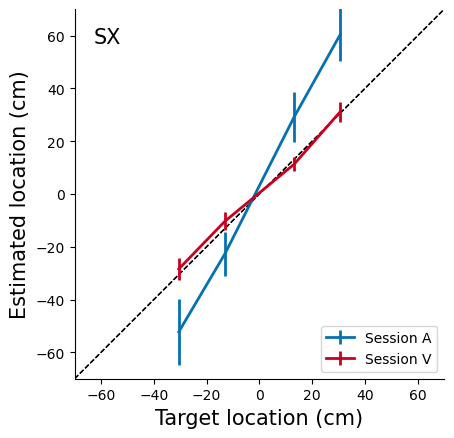 SX
Estimated location (cm)
60
40
20
0
−20
−40
−60
−60 −40 −20 0 20 40 60
Target location (cm)
Session A
Session V